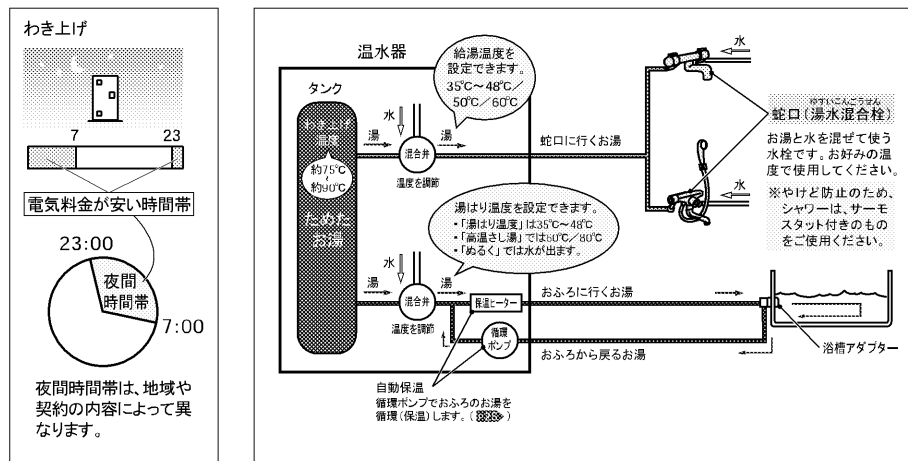 わき上げ
7
23
電気料金が安い時間帯
23:00
夜間
時間帯
7:00
夜間時間帯は、地域や
契約の内容によって異
なります。
温水器
タンク
わき上げ
温度
約75℃
~
約90℃
ためた
お湯
水
湯
混合弁
湯
温度を調節
給湯温度を
設定できます。
35℃~48℃/
50℃/60℃
蛇口に行くお湯
水
水
ゆすいこんごうせん
蛇口(湯水混合栓)
お湯と水を混ぜて使う
水栓です。お好みの温
度で使用してください。
※やけど防止のため、
シャワーは、サーモ
スタット付きのもの
をご使用ください。
湯はり温度を設定できます。
・「湯はり温度」は35℃~48℃
・「高温さし湯」では60℃/80℃
・「ぬるく」では水が出ます。
水
湯
混合弁
湯
温度を調節
保温ヒーター
おふろに行くお湯
循環
ポンプ
おふろから戻るお湯
浴槽アダプター
自動保温
循環ポンプでおふろのお湯を
循環(保温)します。( )